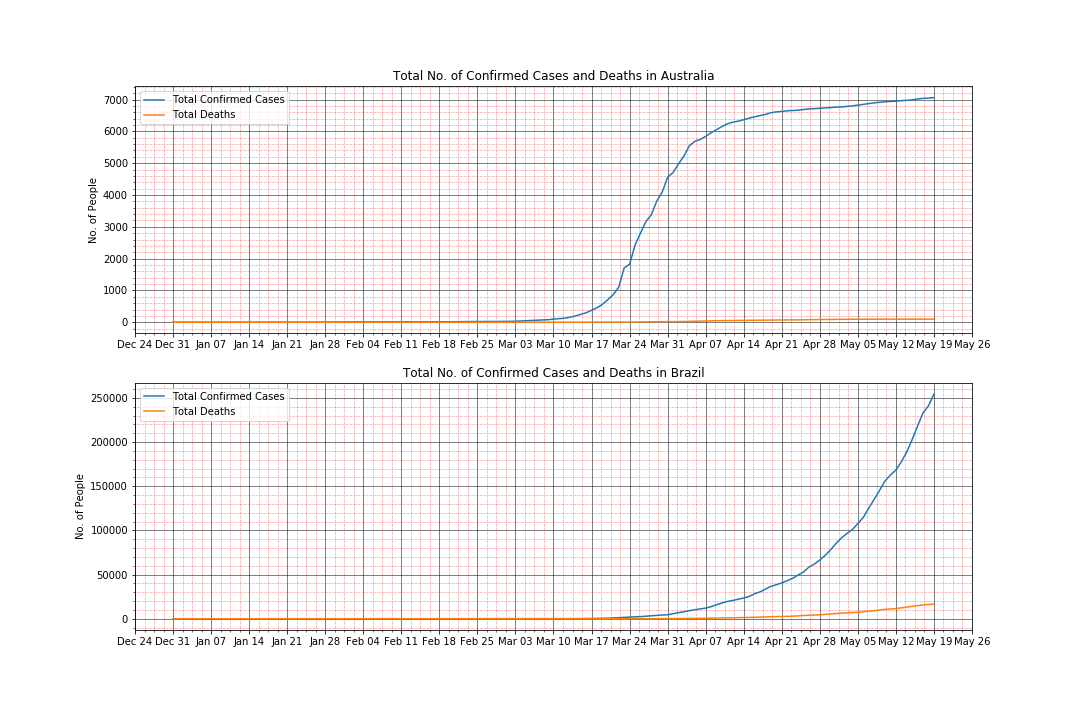 Total No. of Confirmed Cases and Deaths in Australia
Total Confirmed Cases
Total Deaths
No. of People
7000
6000
5000
4000
3000
2000
1000
0
Dec 24 Dec 31 Jan 07 Jan 14 Jan 21 Jan 28 Feb 04 Feb 11 Feb 18 Feb 25 Mar 03 Mar 10 Mar 17 Mar 24 Mar 31 Apr 07 Apr 14 Apr 21 Apr 28 May 05 May 12 May 19 May 26
Total No. of Confirmed Cases and Deaths in Brazil
Total Confirmed Cases
Total Deaths
No. of People
250000
200000
150000
100000
50000
0
Dec 24 Dec 31 Jan 07 Jan 14 Jan 21 Jan 28 Feb 04 Feb 11 Feb 18 Feb 25 Mar 03 Mar 10 Mar 17 Mar 24 Mar 31 Apr 07 Apr 14 Apr 21 Apr 28 May 05 May 12 May 19 May 26